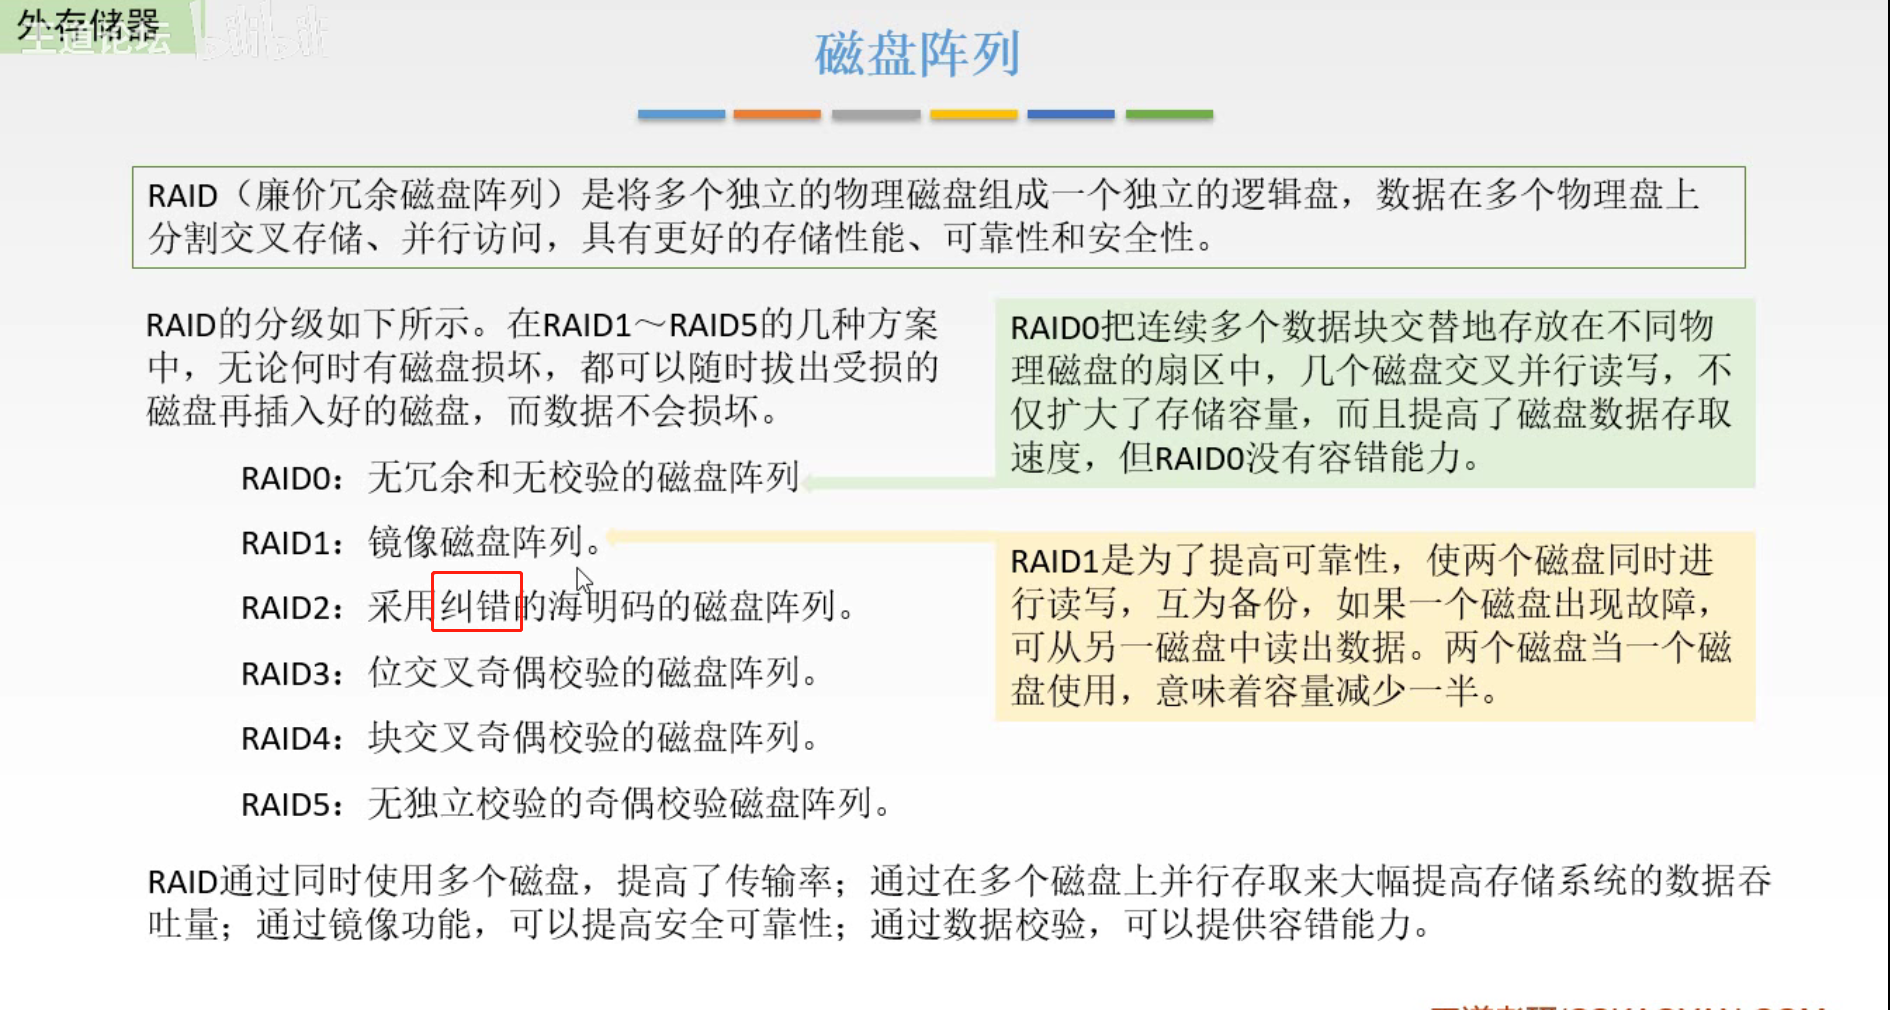 外存储器
王道论坛
bilibili
磁盘阵列
RAID（廉价冗余磁盘阵列）是将多个独立的物理磁盘组成一个独立的逻辑盘，数据在多个物理盘上
分割交叉存储、并行访问，具有更好的存储性能、可靠性和安全性。
RAID的分级如下所示。在RAID1～RAID5的几种方案
中，无论何时有磁盘损坏，都可以随时拔出受损的
磁盘再插入好的磁盘，而数据不会损坏。
RAID0把连续多个数据块交替地存放在不同物
理磁盘的扇区中，几个磁盘交叉并行读写，不
仅扩大了存储容量，而且提高了磁盘数据存取
速度，但RAID0没有容错能力。
RAID0：无冗余和无校验的磁盘阵列
RAID1：镜像磁盘阵列。
RAID2：采用纠错的海明码的磁盘阵列。
RAID3：位交叉奇偶校验的磁盘阵列。
RAID4：块交叉奇偶校验的磁盘阵列。
RAID5：无独立校验的奇偶校验磁盘阵列。
RAID1是为了提高可靠性，使两个磁盘同时进
行读写，互为备份，如果一个磁盘出现故障，
可从另一磁盘中读出数据。两个磁盘当一个磁
盘使用，意味着容量减少一半。
RAID通过同时使用多个磁盘，提高了传输率；通过在多个磁盘上并行存取来大幅提高存储系统的数据吞
吐量；通过镜像功能，可以提高安全可靠性；通过数据校验，可以提供容错能力。